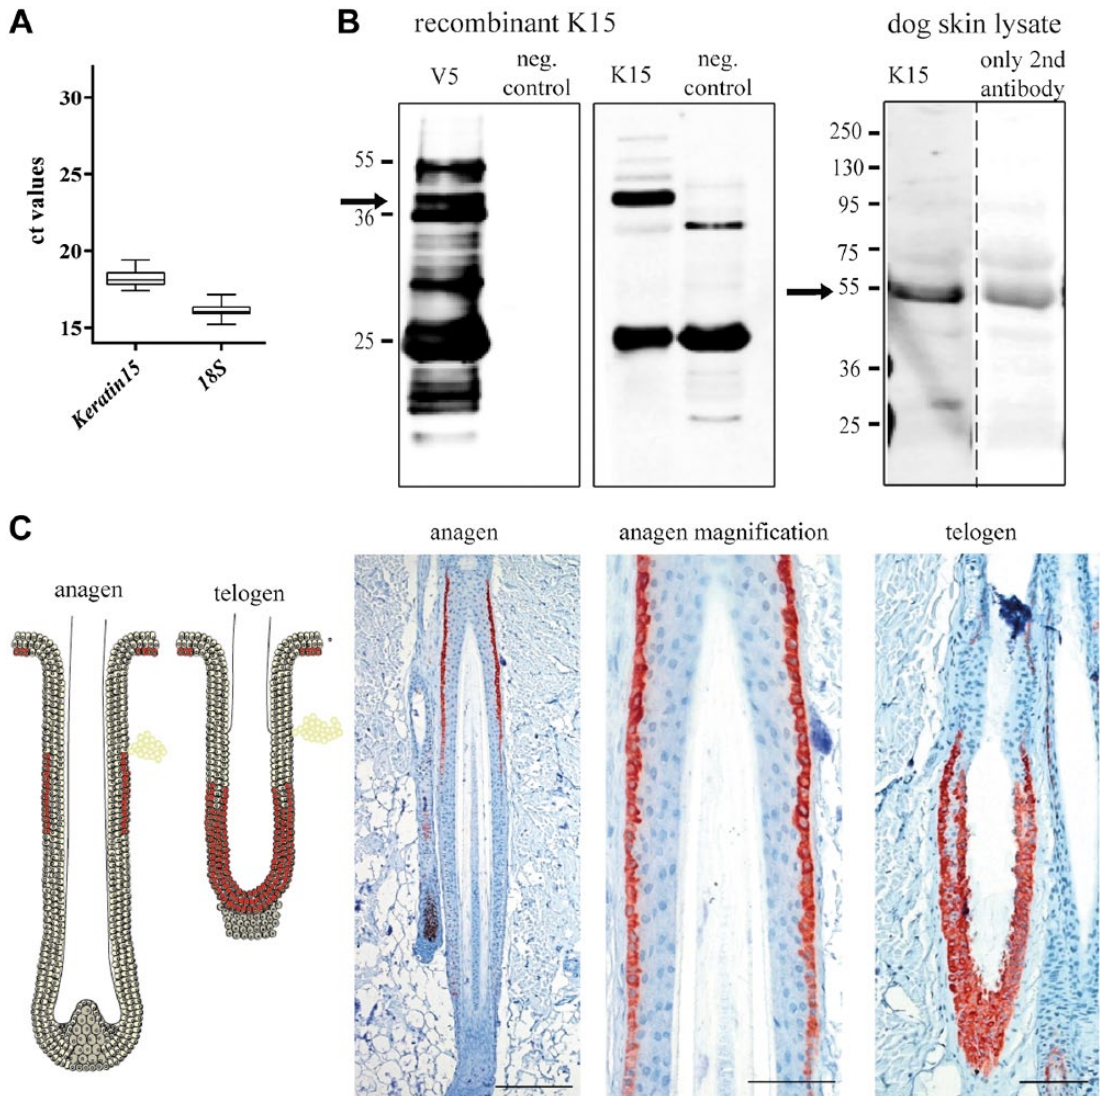 A
ct values
30
25
20
15
Keratin15
18S
B
recombinant K15
V5
neg.
control
K15
neg.
control
55
36
25
dog skin lysate
K15
only 2nd
antibody
250
130
95
75
55
36
25
C
anagen
telogen
anagen
anagen magnification
telogen